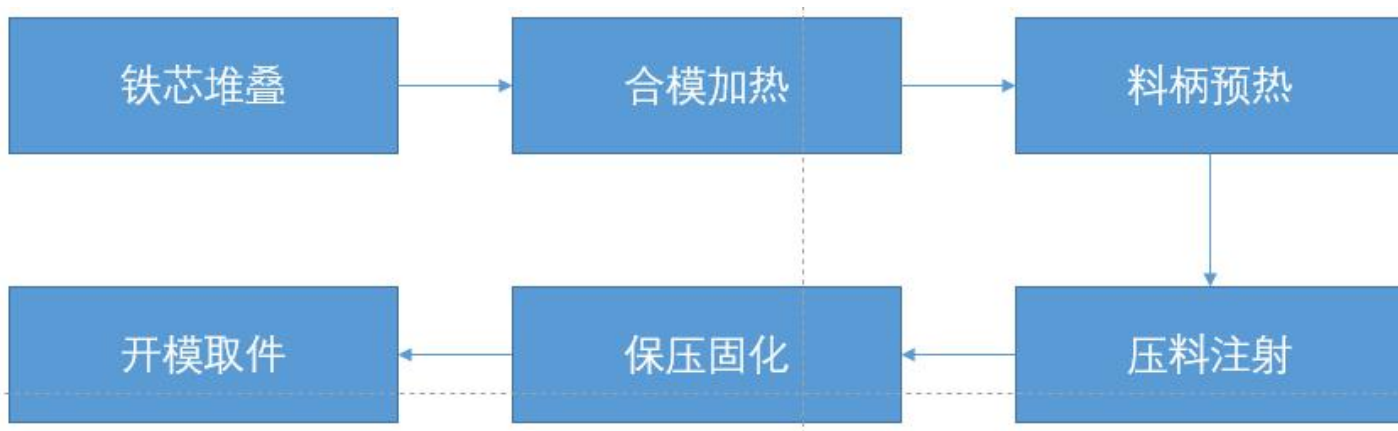 铁芯堆叠
合模加热
料柄预热
压料注射
保压固化
开模取件